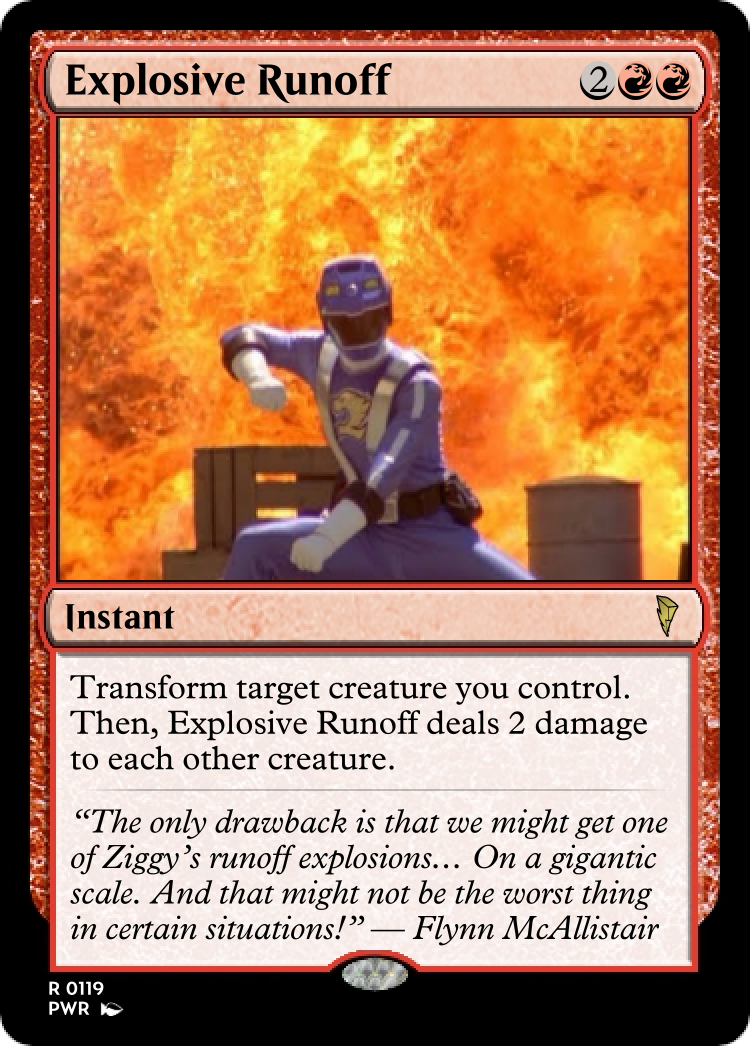 Explosive Runoff 2
Instant
Transform target creature you control.
Then, Explosive Runoff deals 2 damage
to each other creature.
“The only drawback is that we might get one
of Ziggy’s runoff explosions… On a gigantic
scale. And that might not be the worst thing
in certain situations!” — Flynn McAllistair
R 0119
PWR